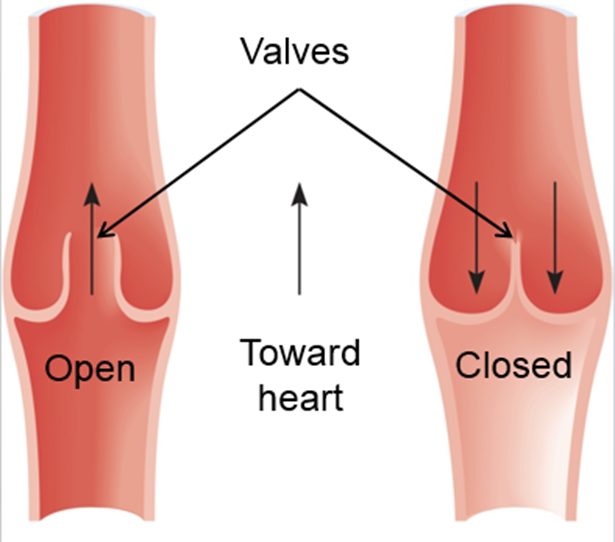 Valves
Open
Toward
heart
Closed